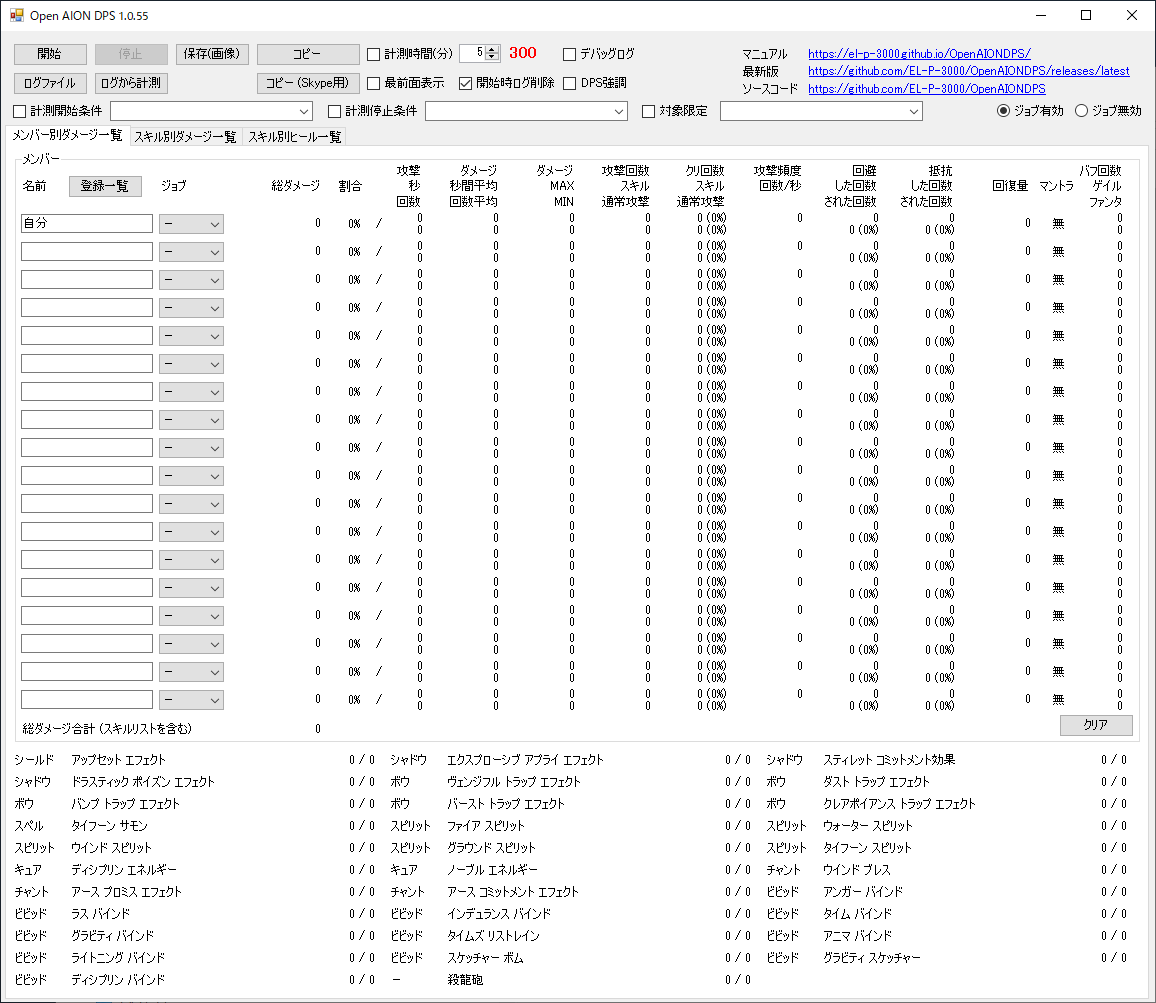 Open AION DPS 1.0.55
開始 停止 保存(画像) コピー 計測時間(分) 5 300 デバッグログ マニュアル https://el-p-3000.github.io/OpenAIONDPS/
最新版 https://github.com/EL-P-3000/OpenAIONDPS/releases/latest
ログファイル ログから計測 コピー (Skype用) 最前面表示 開始時ログ削除 DPS強調 ソースコード https://github.com/EL-P-3000/OpenAIONDPS
計測開始条件 計測停止条件 対象限定 ジョブ有効 ジョブ無効
メンバー別ダメージ一覧 スキル別ダメージ一覧 スキル別ヒール一覧
メンバー
攻撃 ダメージ ダメージ 攻撃回数 クリ回数 攻撃頻度 回避 抵抗 バフ回数
名前 登録一覧 ジョブ 総ダメージ 割合 秒 秒間平均 MAX スキル スキル 回数/秒 した回数 した回数 回復量 マントラ ゲイル
回数 回数平均 MIN 通常攻撃 通常攻撃 された回数 された回数 ファンタ
0 0 0 0 0 (0%) 0 0 0 0
自分 - 0 0% / 0 無
0 0 0 0 0 (0%) 0 (0%) 0 (0%) 0
0 0 0 0 0 (0%) 0 0 0 0
- 0 0% / 0 無
0 0 0 0 0 (0%) 0 (0%) 0 (0%) 0
0 0 0 0 0 (0%) 0 0 0 0
- 0 0% / 0 無
0 0 0 0 0 (0%) 0 (0%) 0 (0%) 0
0 0 0 0 0 (0%) 0 0 0 0
- 0 0% / 0 無
0 0 0 0 0 (0%) 0 (0%) 0 (0%) 0
0 0 0 0 0 (0%) 0 0 0 0
- 0 0% / 0 無
0 0 0 0 0 (0%) 0 (0%) 0 (0%) 0
0 0 0 0 0 (0%) 0 0 0 0
- 0 0% / 0 無
0 0 0 0 0 (0%) 0 (0%) 0 (0%) 0
0 0 0 0 0 (0%) 0 0 0 0
- 0 0% / 0 無
0 0 0 0 0 (0%) 0 (0%) 0 (0%) 0
0 0 0 0 0 (0%) 0 0 0 0
- 0 0% / 0 無
0 0 0 0 0 (0%) 0 (0%) 0 (0%) 0
0 0 0 0 0 (0%) 0 0 0 0
- 0 0% / 0 無
0 0 0 0 0 (0%) 0 (0%) 0 (0%) 0
0 0 0 0 0 (0%) 0 0 0 0
- 0 0% / 0 無
0 0 0 0 0 (0%) 0 (0%) 0 (0%) 0
0 0 0 0 0 (0%) 0 0 0 0
- 0 0% / 0 無
0 0 0 0 0 (0%) 0 (0%) 0 (0%) 0
0 0 0 0 0 (0%) 0 0 0 0
- 0 0% / 0 無
0 0 0 0 0 (0%) 0 (0%) 0 (0%) 0
0 0 0 0 0 (0%) 0 0 0 0
- 0 0% / 0 無
0 0 0 0 0 (0%) 0 (0%) 0 (0%) 0
0 0 0 0 0 (0%) 0 0 0 0
- 0 0% / 0 無
0 0 0 0 0 (0%) 0 (0%) 0 (0%) 0
0 0 0 0 0 (0%) 0 0 0 0
- 0 0% / 0 無
0 0 0 0 0 (0%) 0 (0%) 0 (0%) 0
0 0 0 0 0 (0%) 0 0 0 0
- 0 0% / 0 無
0 0 0 0 0 (0%) 0 (0%) 0 (0%) 0
0 0 0 0 0 (0%) 0 0 0 0
- 0 0% / 0 無
0 0 0 0 0 (0%) 0 (0%) 0 (0%) 0
0 0 0 0 0 (0%) 0 0 0 0
- 0 0% / 0 無
0 0 0 0 0 (0%) 0 (0%) 0 (0%) 0
総ダメージ合計 (スキルリストを含む) 0 クリア
シールド アップセット エフェクト 0 / 0 シャドウ エクスプローシブ アプライ エフェクト 0 / 0 シャドウ スティレット コミットメント効果 0 / 0
シャドウ ドラスティック ポイズン エフェクト 0 / 0 ボウ ヴェンジフル トラップ エフェクト 0 / 0 ボウ ダスト トラップ エフェクト 0 / 0
ボウ バンプ トラップ エフェクト 0 / 0 ボウ バースト トラップ エフェクト 0 / 0 ボウ クレアボイアンス トラップ エフェクト 0 / 0
スペル タイフーン サモン 0 / 0 スピリット ファイア スピリット 0 / 0 スピリット ウォーター スピリット 0 / 0
スピリット ウインド スピリット 0 / 0 スピリット グラウンド スピリット 0 / 0 スピリット タイフーン スピリット 0 / 0
キュア ディシプリン エネルギー 0 / 0 キュア ノーブル エネルギー 0 / 0 チャント ウインド ブレス 0 / 0
チャント アース プロミス エフェクト 0 / 0 チャント アース コミットメント エフェクト 0 / 0 ビビッド アンガー バインド 0 / 0
ビビッド ラス バインド 0 / 0 ビビッド インデュランス バインド 0 / 0 ビビッド タイム バインド 0 / 0
ビビッド グラビティ バインド 0 / 0 ビビッド タイムズ リストレイン 0 / 0 ビビッド アニマ バインド 0 / 0
ビビッド ライトニング バインド 0 / 0 ビビッド スケッチャー ボム 0 / 0 ビビッド グラビティ スケッチャー 0 / 0
ビビッド ディシプリン バインド 0 / 0 - 殺龍砲 0 / 0